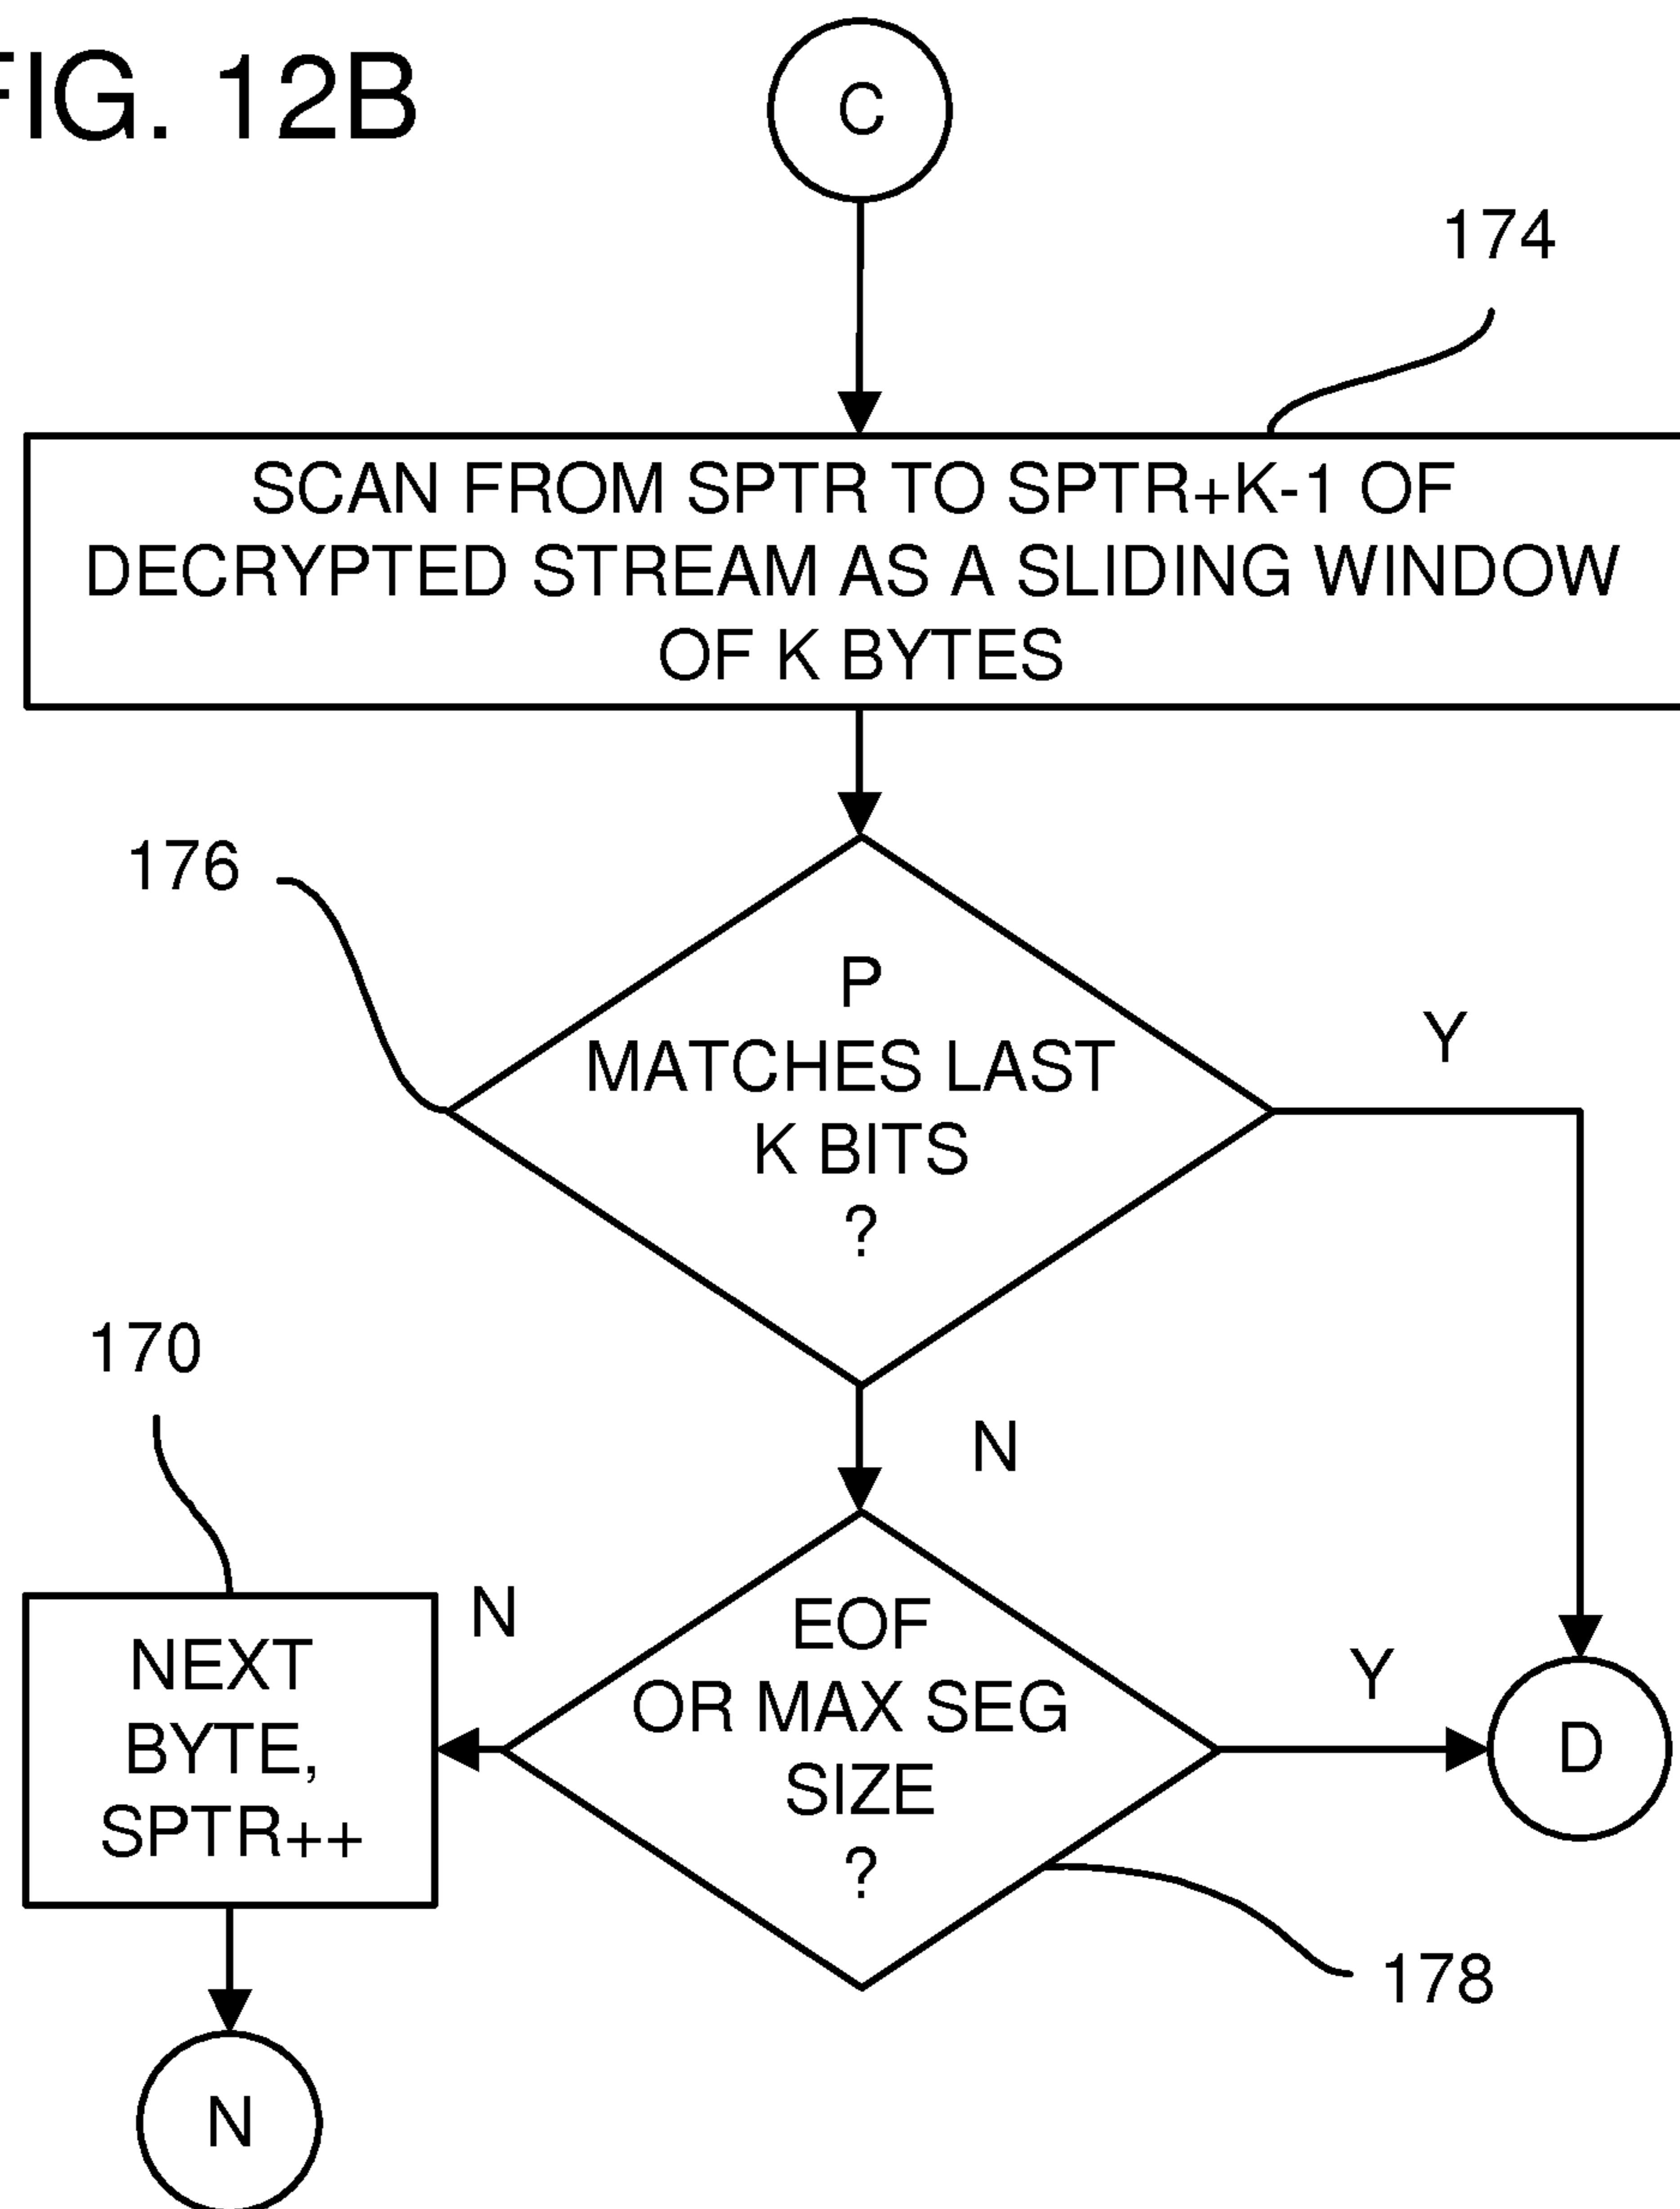 FIG. 12B
C
174
SCAN FROM SPTR TO SPTR+K-1 OF
DECRYPTED STREAM AS A SLIDING WINDOW
OF K BYTES
176
P
MATCHES LAST
K BITS
?
Y
170
N
N
EOF
OR MAX SEG
SIZE
?
Y
NEXT
BYTE,
SPTR++
D
178
N